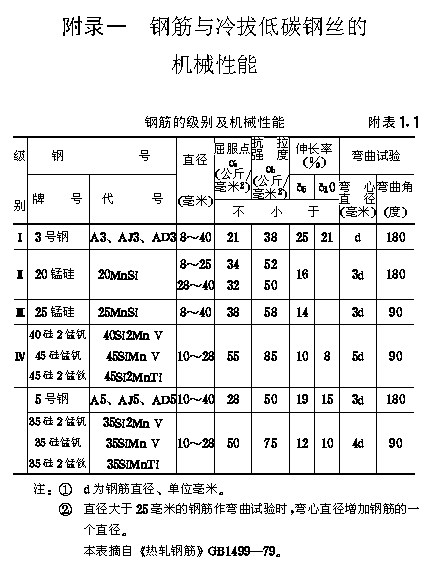 附录一 钢筋与冷拔低碳钢丝的
机械性能
钢筋的级别及机械性能 附表1.1
级别 钢号 直径 屈服点 抗拉强度 伸长率 弯曲试验
牌号 代号 (毫米) σs (公斤/毫米²) σb (公斤/毫米²) (%) δ5 δ10 弯心直径 (毫米) 弯曲角 (度)
不小于
Ⅰ 3号钢 A3、AJ3、AD3 8～40 21 38 25 21 d 180
Ⅱ 20锰硅 20MnSi 8～25 34 52 16 3d 180
28～40 32 50
Ⅲ 25锰硅 25MnSi 8～40 38 58 14 3d 90
40硅2锰钒 40Si2Mn V
Ⅳ 45硅锰钒 45SiMn V 10～28 55 85 10 8 5d 90
45硅2锰钛 45Si2MnTi
5号钢 A5、AJ5、AD5 10～40 28 50 19 15 3d 180
35硅2锰钒 35Si2Mn V
35硅锰钒 35SiMn V 10～28 50 75 12 10 4d 90
35硅2锰钛 35SiMnTi
注：① d为钢筋直径、单位毫米。
② 直径大于25毫米的钢筋作弯曲试验时，弯心直径增加钢筋的一
个直径。
本表摘自《热轧钢筋》GB1499—79。